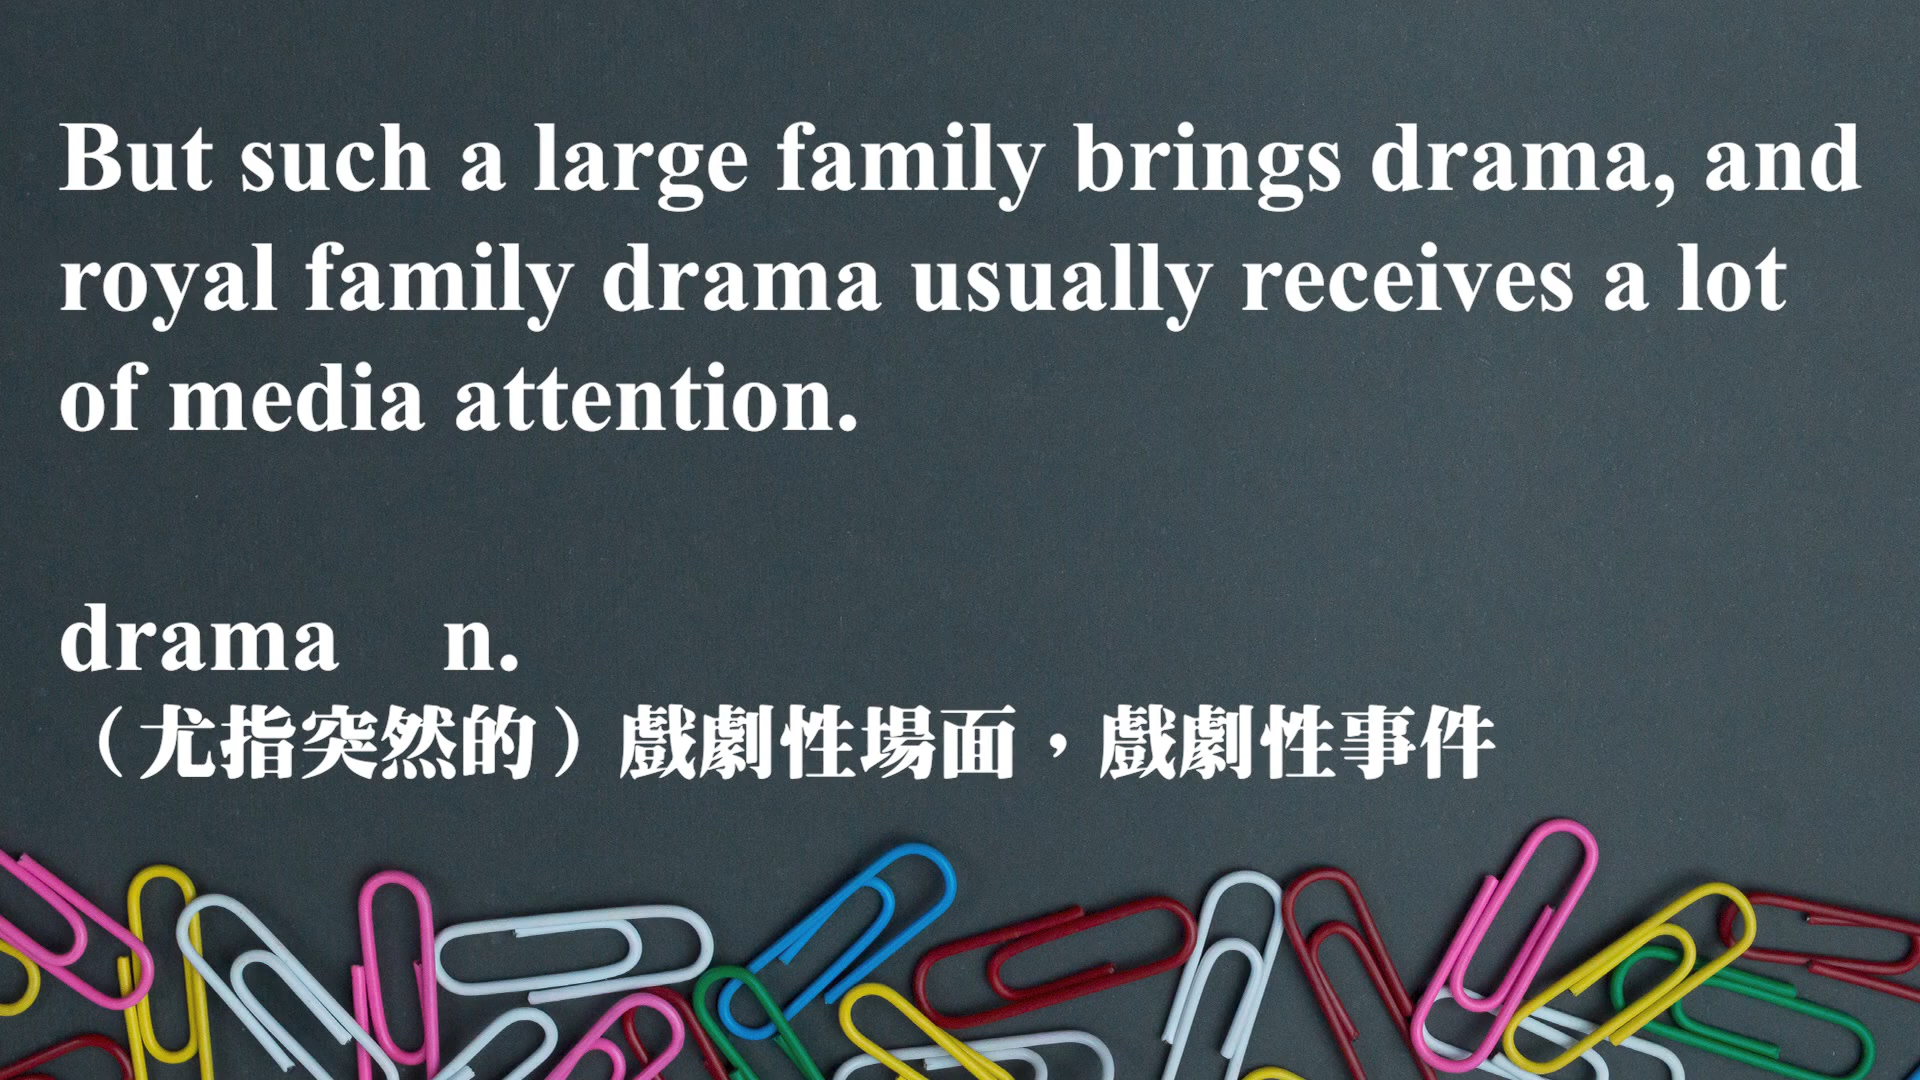 But such a large family brings drama, and
royal family drama usually receives a lot
of media attention.
drama n.
（尤指突然的）戲劇性場面，戲劇性事件